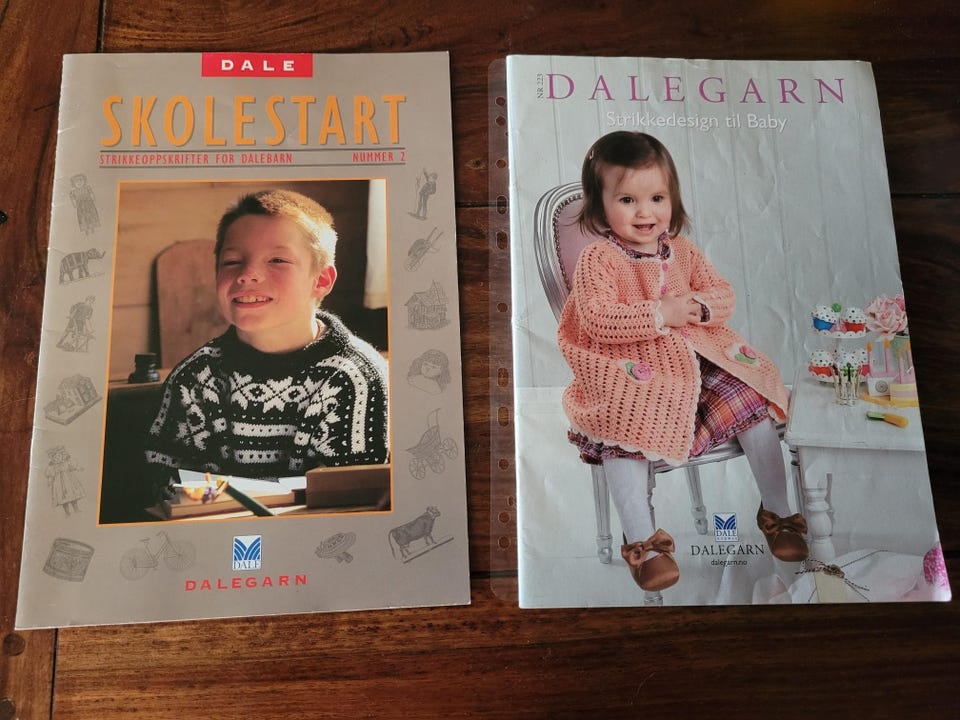 DALE
SKOLESTART
STRIKKEOPPSKRIFTER FOR DALEBARN NUMMER 2
DALE
DALEGARN
NR 223
DALEGARN
Strikkedesign til Baby
DALE
DALEGARN
dalegarn.no